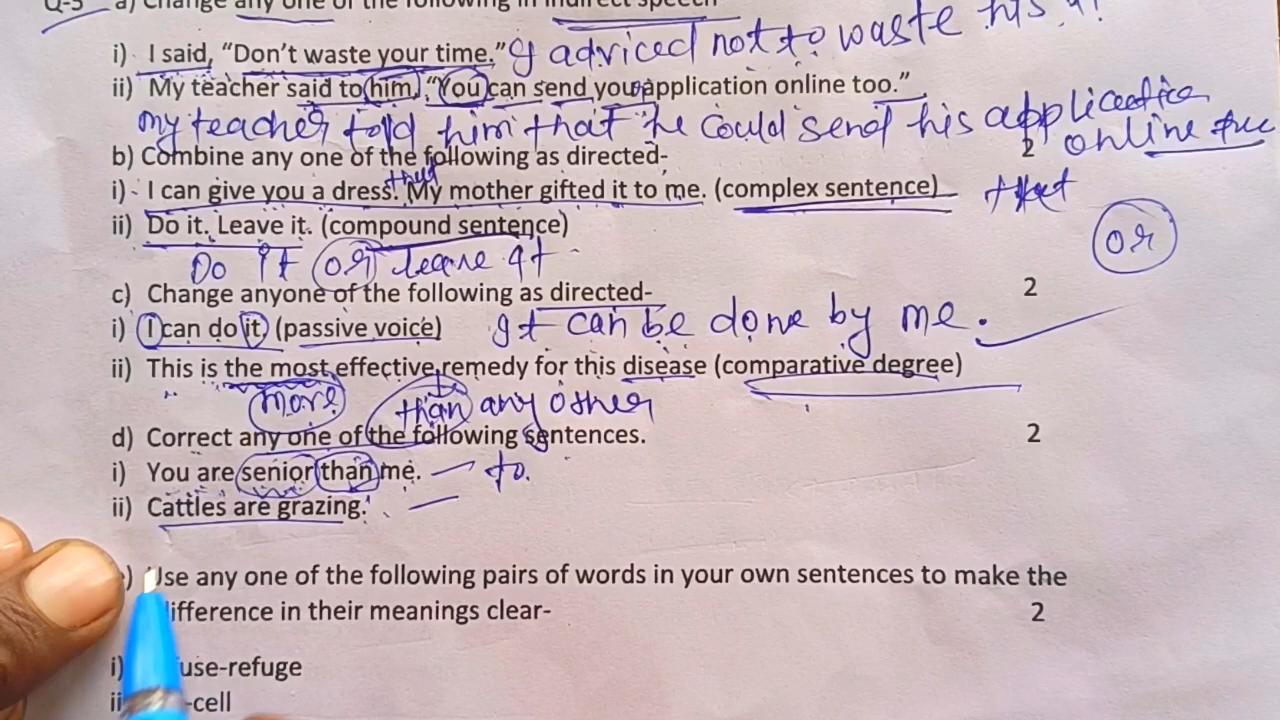 Q-5 a) Change any one of the following in indirect speech
i) I said, “Don’t waste your time.” I adviced not to waste his
ii) My teacher said to him, “You can send your application online too.”
my teacher told him that he could send his application
online
b) Combine any one of the following as directed- 2
i) I can give you a dress. My mother gifted it to me. (complex sentence) that
that
ii) Do it. Leave it. (compound sentence) or
Do it or leave it
c) Change anyone of the following as directed- 2
i) I can do it (passive voice) It can be done by me.
ii) This is the most effective remedy for this disease (comparative degree)
more than any other
d) Correct any one of the following sentences. 2
i) You are senior than me. — to.
ii) Cattles are grazing. —
) Use any one of the following pairs of words in your own sentences to make the
ifference in their meanings clear- 2
i) use-refuge
ii -cell